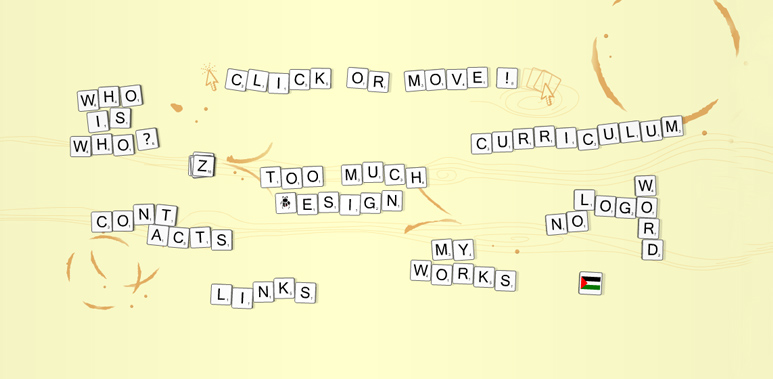 CLICK OR MOVE !
WHO
IS
WHO?
CURRICULUM
Z
TOO MUCH
ESIGN
CONT
ACTS
NO
LOGO
WORD
MY
WORKS
LINKS